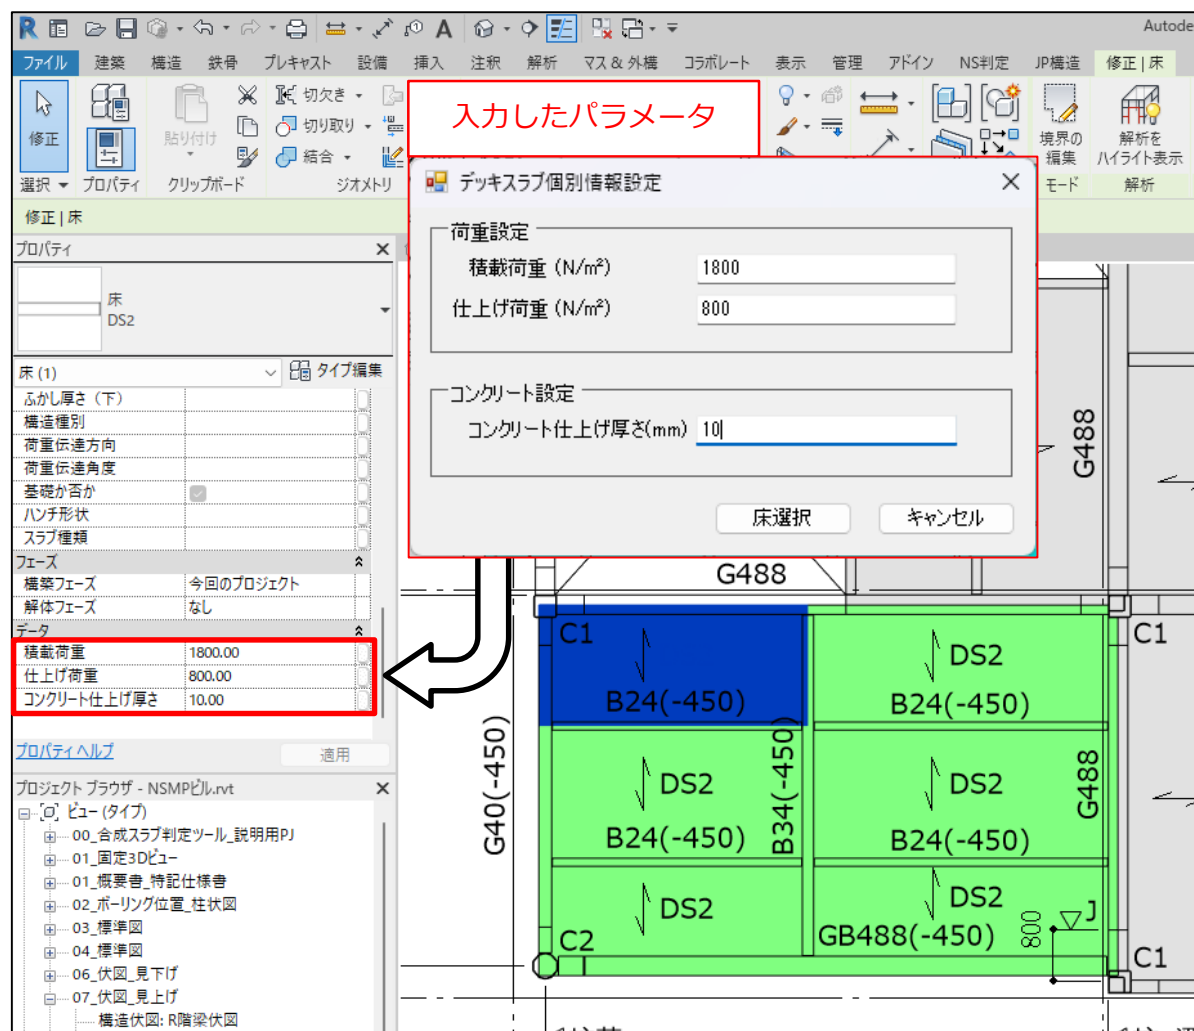 Autode
ファイル 建築 構造 鉄骨 プレキャスト 設備 挿入 注釈 解析 マス & 外構 コラボレート 表示 管理 アドイン NS判定 JP構造 修正 | 床
修正
貼り付け
切欠き
切り取り
結合
境界の
編集
解析を
ハイライト表示
選択 プロパティ クリップボード ジオメトリ モード 解析
入力したパラメータ
修正 | 床
プロパティ
床
DS2
床 (1) タイプ編集
ふかし厚さ (下)
構造種別
荷重伝達方向
荷重伝達角度
基礎か否か
ハンチ形状
スラブ種類
フェーズ
構築フェーズ 今回のプロジェクト
解体フェーズ なし
データ
積載荷重 1800.00
仕上げ荷重 800.00
コンクリート仕上げ厚さ 10.00
プロパティ ヘルプ 適用
プロジェクト ブラウザ - NSMPビル.rvt
ビュー (タイプ)
00_合成スラブ判定ツール_説明用PJ
01_固定3Dビュー
01_概要書_特記仕様書
02_ボーリング位置_柱状図
03_標準図
04_標準図
06_伏図_見下げ
07_伏図_見上げ
構造伏図: R階梁伏図
デッキスラブ個別情報設定
荷重設定
積載荷重 (N/m²) 1800
仕上げ荷重 (N/m²) 800
コンクリート設定
コンクリート仕上げ厚さ(mm) 10
床選択 キャンセル
G488
G488
C1
B24(-450)
DS2
B24(-450)
C1
G40(-450)
DS2
B24(-450)
B34(-450)
DS2
B24(-450)
G488
DS2
C2
DS2
GB488(-450)
800
J
C1